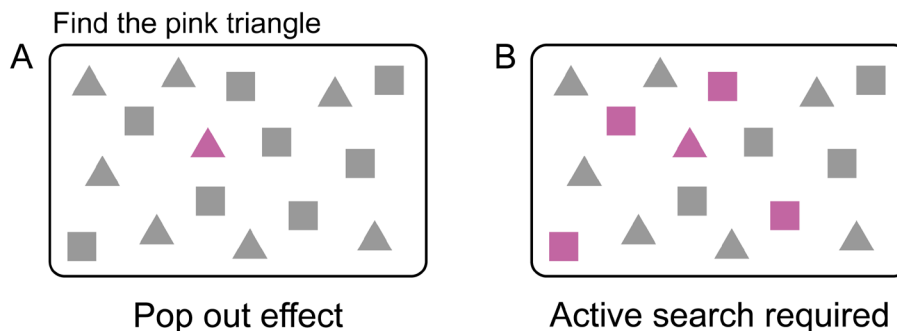 Find the pink triangle
A
B
Pop out effect
Active search required